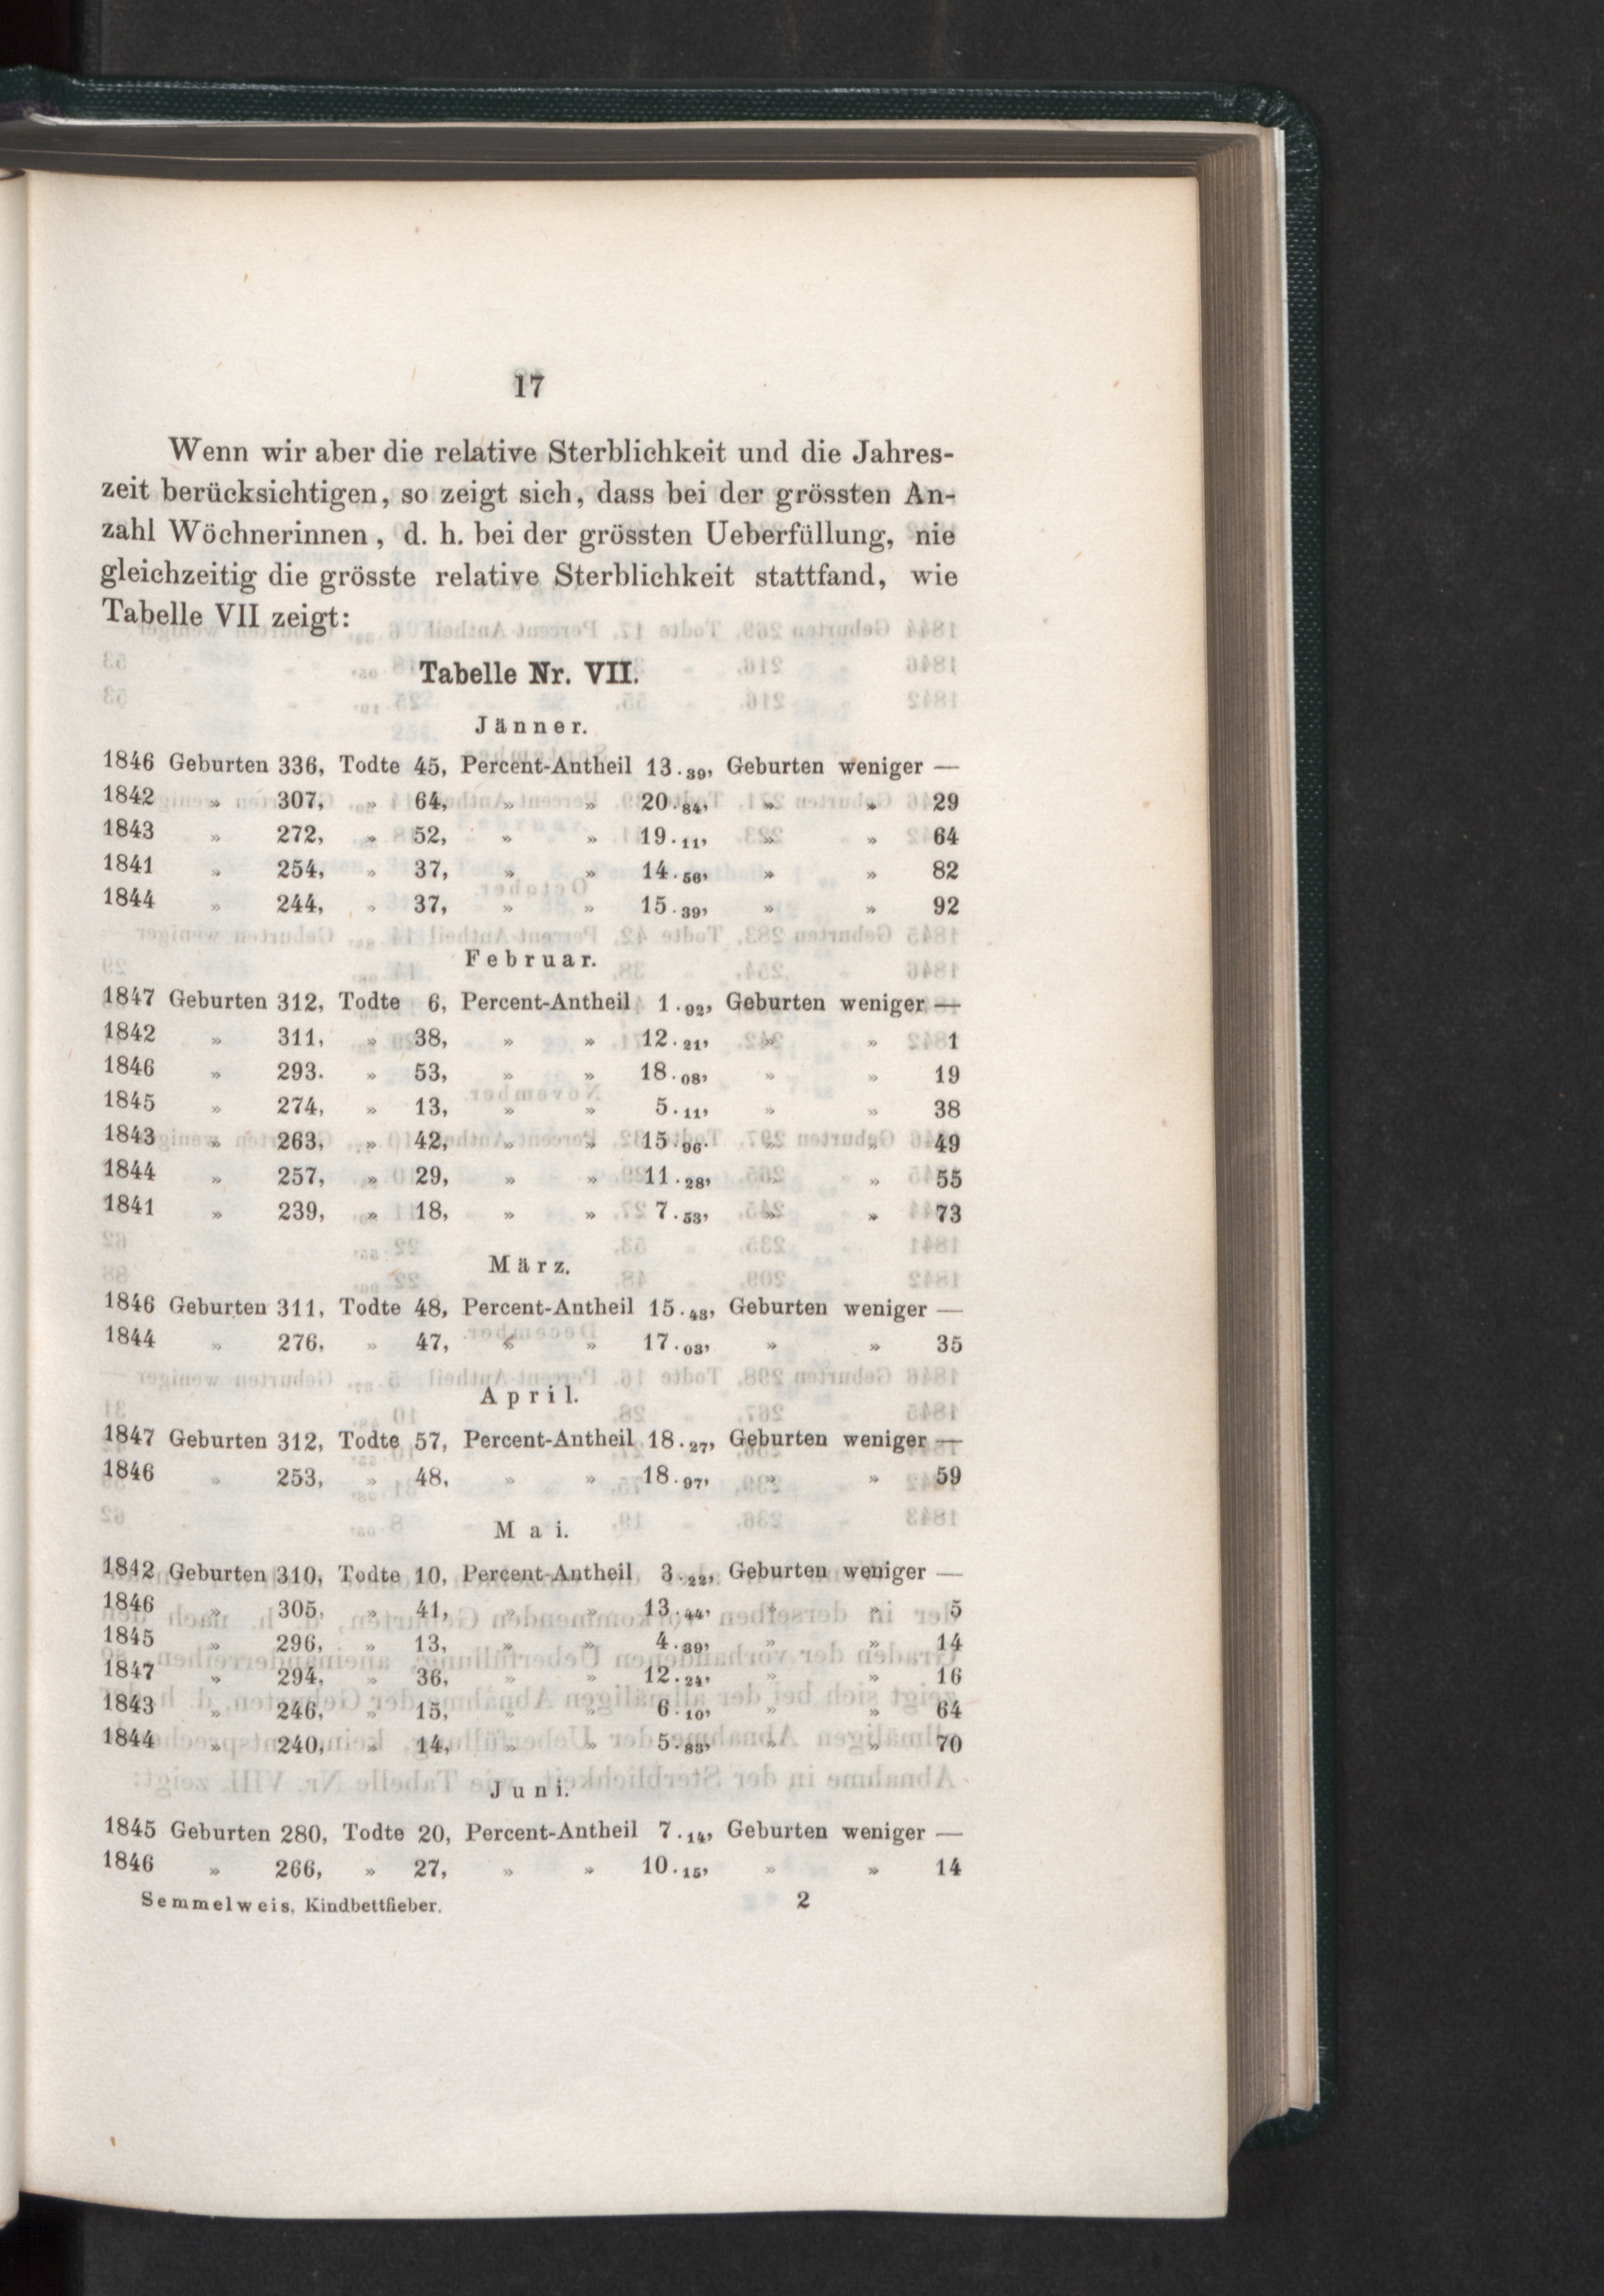 17
Wenn wir aber die relative Sterblichkeit und die Jahres-
zeit berücksichtigen, so zeigt sich, dass bei der grössten An-
zahl Wöchnerinnen, d. h. bei der grössten Ueberfüllung, nie
gleichzeitig die grösste relative Sterblichkeit stattfand, wie
Tabelle VII zeigt:
Tabelle Nr. VII.
Jänner.
1846 Geburten 336, Todte 45, Percent-Antheil 13.39, Geburten weniger —
1842 » 307, » 64, » » 20.84, » » 29
1843 » 272, » 52, » » 19.11, » » 64
1841 » 254, » 37, » » 14.56, » » 82
1844 » 244, » 37, » » 15.39, » » 92
Februar.
1847 Geburten 312, Todte 6, Percent-Antheil 1.92, Geburten weniger —
1842 » 311, » 38, » » 12.21, » » 1
1846 » 293. » 53, » » 18.08, » » 19
1845 » 274, » 13, » » 5.11, » » 38
1843 » 263, » 42, » » 15.96. » » 49
1844 » 257, » 29, » » 11.28, » » 55
1841 » 239, » 18, » » 7.53, » » 73
März.
1846 Geburten 311, Todte 48, Percent-Antheil 15.43, Geburten weniger —
1844 » 276, » 47, » » 17.03, » » 35
April.
1847 Geburten 312, Todte 57, Percent-Antheil 18.27, Geburten weniger —
1846 » 253, » 48, » » 18.97, » » 59
Mai.
1842 Geburten 310, Todte 10, Percent-Antheil 3.22, Geburten weniger —
1846 » 305, » 41, » » 13.44, » » 5
1845 » 296, » 13, » » 4.39, » » 14
1847 » 294, » 36, » » 12.24, » » 16
1843 » 246, » 15, » » 6.10, » » 64
1844 » 240, » 14, » » 5.83, » » 70
Juni.
1845 Geburten 280, Todte 20, Percent-Antheil 7.14, Geburten weniger —
1846 » 266, » 27, » » 10.15, » » 14
Semmelweis, Kindbettfieber. 2